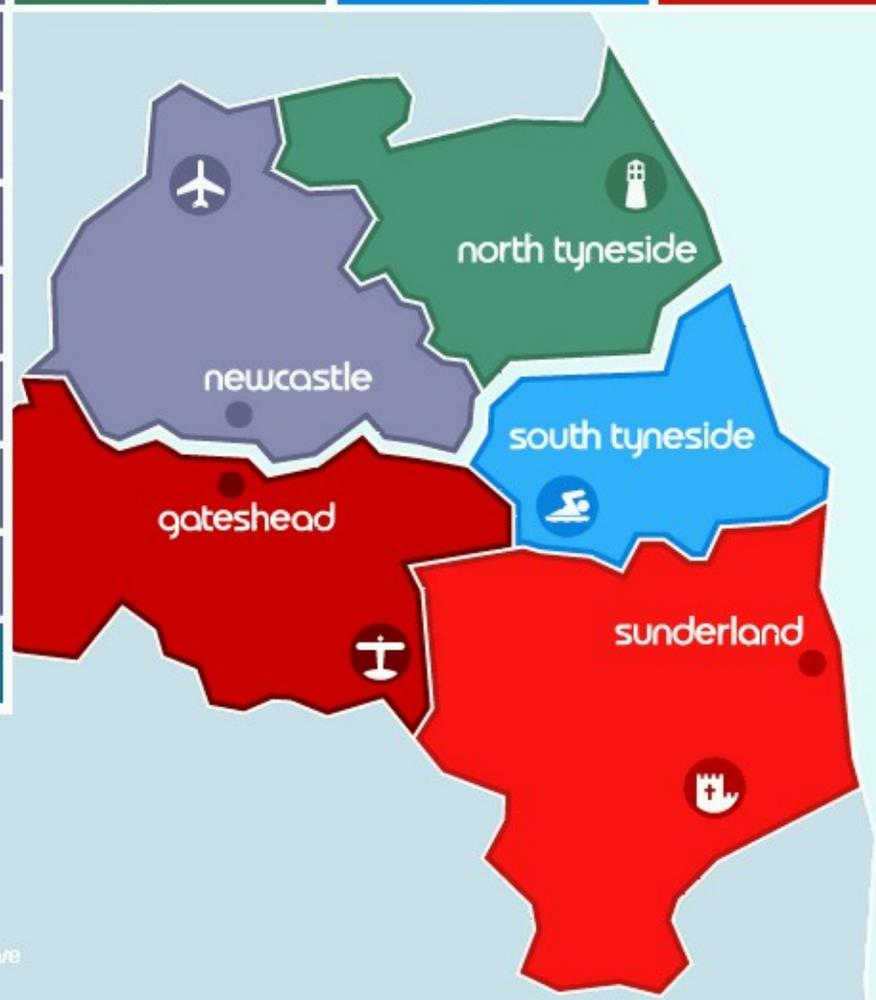 north tyneside
newcastle
south tyneside
gateshead
sunderland